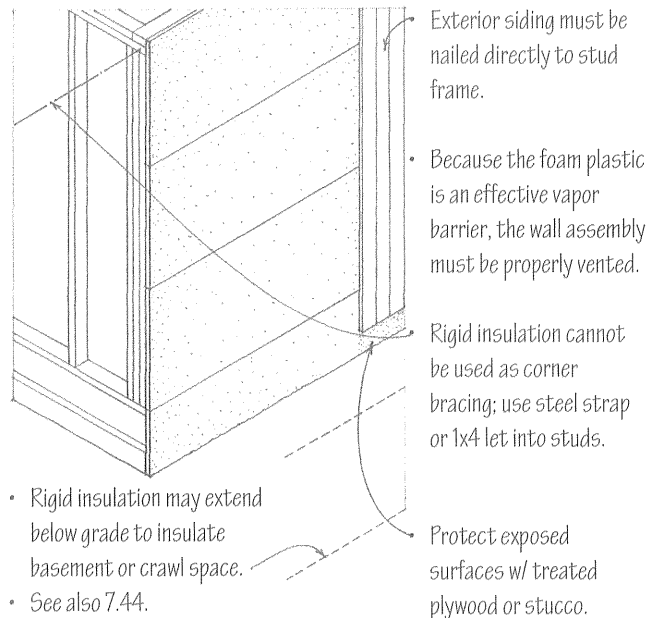 Exterior siding must be
nailed directly to stud
frame.
Because the foam plastic
is an effective vapor
barrier, the wall assembly
must be properly vented.
Rigid insulation cannot
be used as corner
bracing; use steel strap
or 1x4 let into studs.
• Rigid insulation may extend
below grade to insulate
basement or crawl space.
• See also 7.44.
Protect exposed
surfaces w/ treated
plywood or stucco.